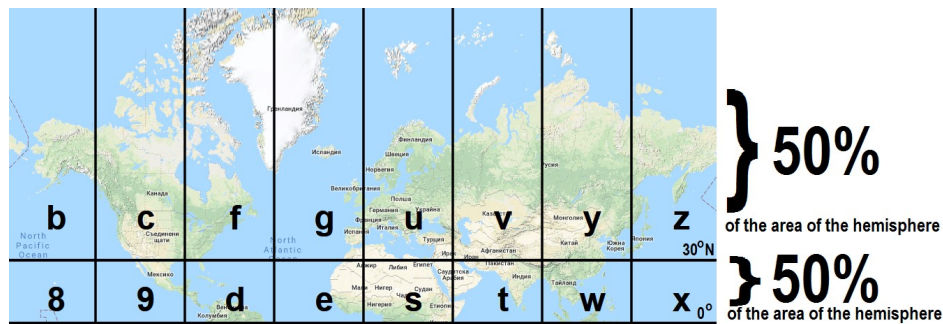 Гренландия
Исландия
Финландия
Швеция
Норвегия
Русия
Великобритания
Канада
Полша
Германия
Украйна
Франция
Италия
Испания
Турция
Монголия
Китай
Южна
Корея
Япония
Съединени
щати
North
Pacific
Ocean
North
Atlantic
Ocean
b c f g u v y z
30°N
50%
of the area of the hemisphere
Афганистан
Ирак
Иран
Пакистан
Мексико
Алжир
Либия
Египет
Саудитска
Арабия
Индия
Тайланд
Мали
Нигер
Чад
Судан
Нигерия
Етиопия
Колумбия
8 9 d e s t w x
0°
50%
of the area of the hemisphere